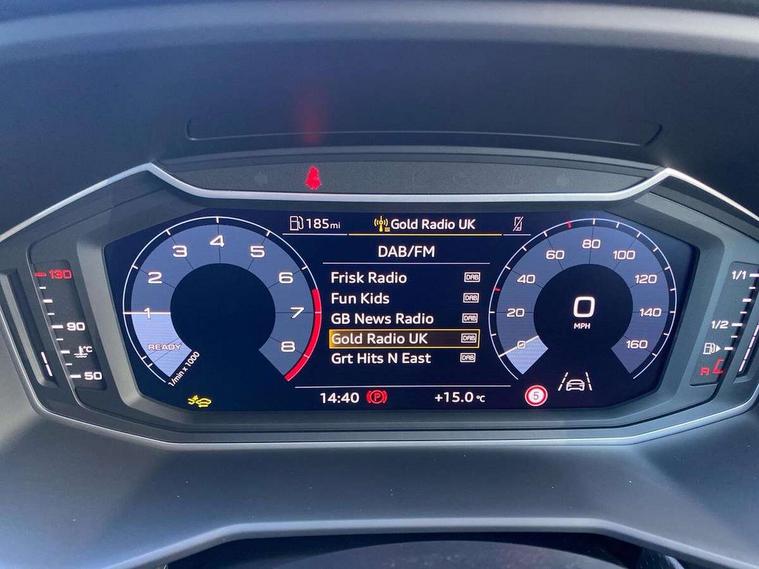 185mi
Gold Radio UK
DAB/FM
Frisk Radio DAB
Fun Kids DAB
GB News Radio DAB
Gold Radio UK DAB
Grt Hits N East DAB
14:40 (P) +15.0 °C
1 2 3 4 5 6 7 8
READY
1/min x 1000
0 20 40 60 80 100 120 140 160
0
MPH
5
130
90
°C
50
1/1
1/2
R